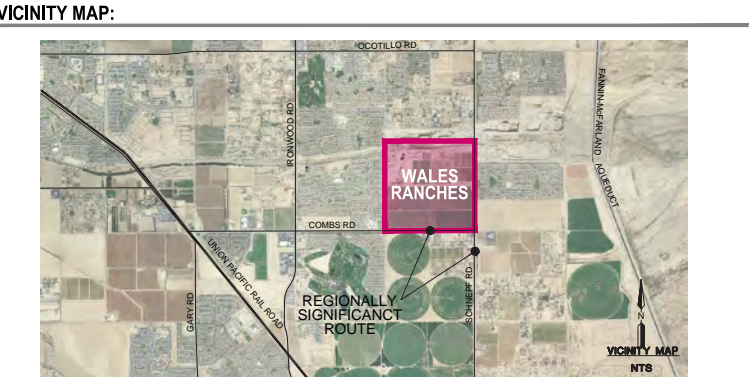 VICINITY MAP:
OCOTILLO RD
IRONWOOD RD
FANNIN-McFARLAND AQUEDUCT
WALES
RANCHES
COMBS RD
UNION PACIFIC RAIL ROAD
GARY RD
REGIONALLY
SIGNIFICANCT
ROUTE
SCHNEPF RD
N
VICINITY MAP
NTS